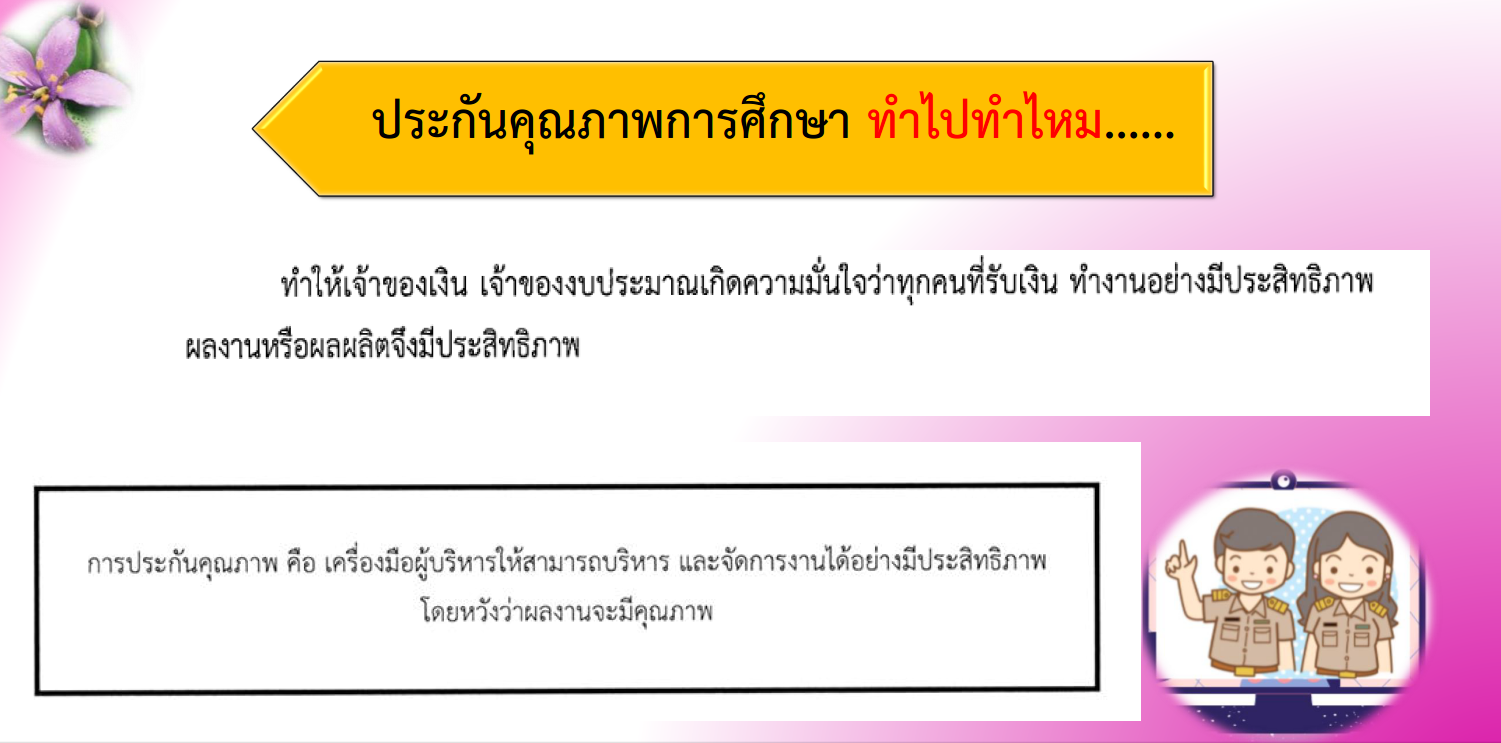 ประกันคุณภาพการศึกษา ทำไปทำไหม......
ทำให้เจ้าของเงิน เจ้าของงบประมาณเกิดความมั่นใจว่าทุกคนที่รับเงิน ทำงานอย่างมีประสิทธิภาพ
ผลงานหรือผลผลิตจึงมีประสิทธิภาพ
การประกันคุณภาพ คือ เครื่องมือผู้บริหารให้สามารถบริหาร และจัดการงานได้อย่างมีประสิทธิภาพ
โดยหวังว่าผลงานจะมีคุณภาพ